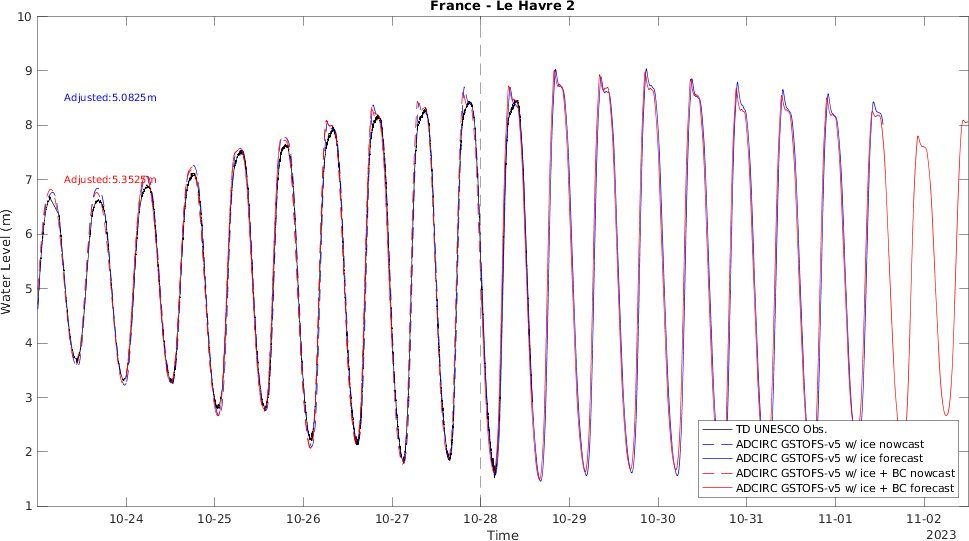 France - Le Havre 2
10
9
8
7
6
5
4
3
2
1
Water Level (m)
Adjusted:5.0825m
Adjusted:5.3525m
TD UNESCO Obs.
ADCIRC GSTOFS-v5 w/ ice nowcast
ADCIRC GSTOFS-v5 w/ ice forecast
ADCIRC GSTOFS-v5 w/ ice + BC nowcast
ADCIRC GSTOFS-v5 w/ ice + BC forecast
10-24 10-25 10-26 10-27 10-28 10-29 10-30 10-31 11-01 11-02
Time
2023